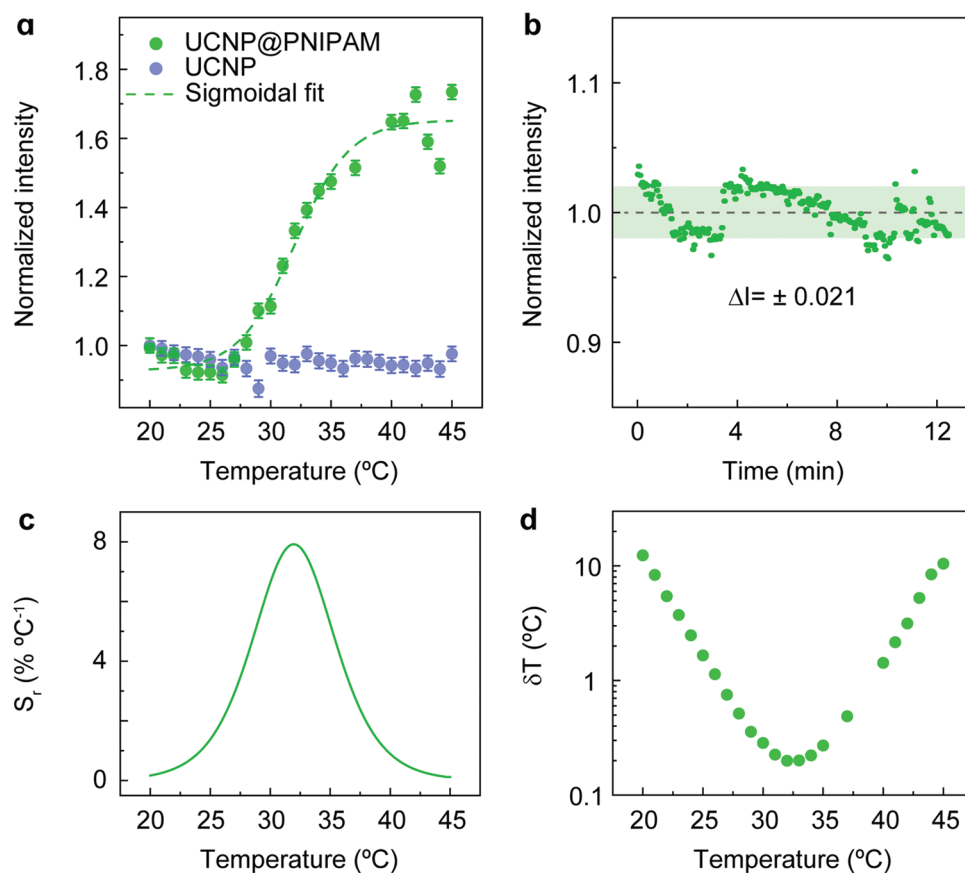 a
UCNP@PNIPAM
UCNP
Sigmoidal fit
1.8
1.6
1.4
1.2
1.0
Normalized intensity
20 25 30 35 40 45
Temperature (ºC)
b
1.1
1.0
0.9
Normalized intensity
ΔI= ± 0.021
0 4 8 12
Time (min)
c
8
4
0
Sᵣ (% ºC⁻¹)
20 25 30 35 40 45
Temperature (ºC)
d
10
1
0.1
δT (ºC)
20 25 30 35 40 45
Temperature (ºC)